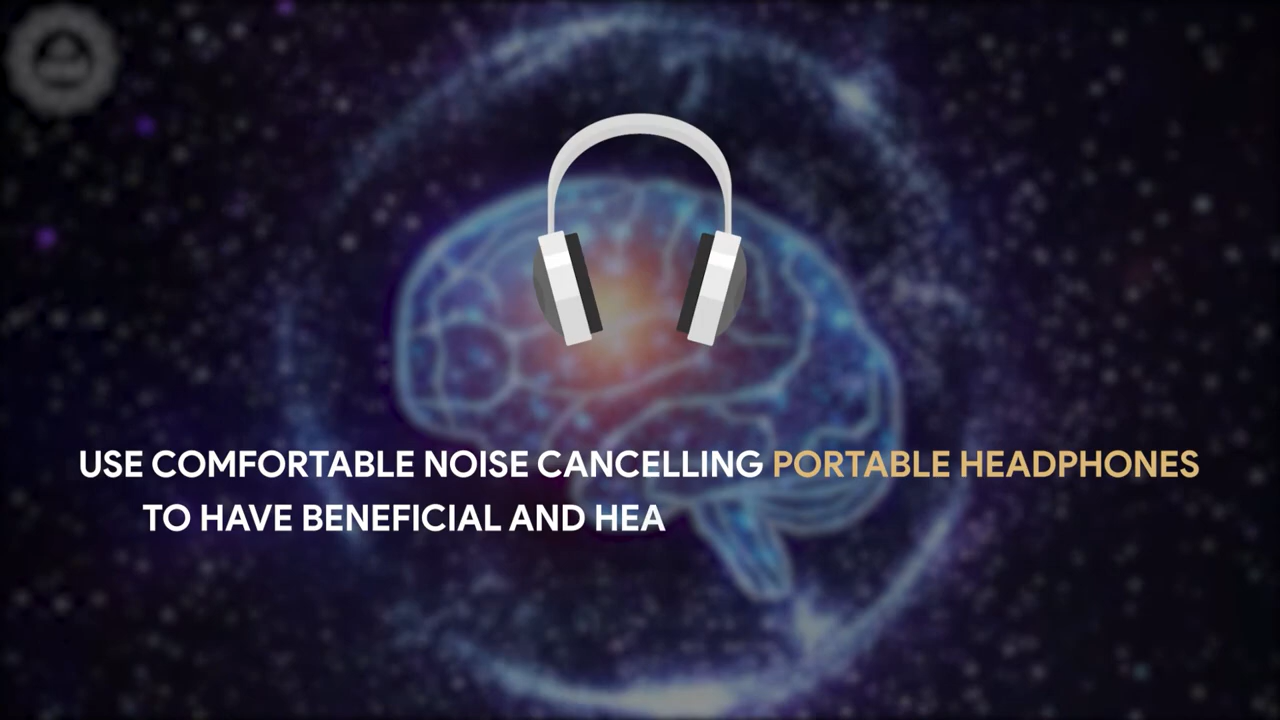 USE COMFORTABLE NOISE CANCELLING PORTABLE HEADPHONES
TO HAVE BENEFICIAL AND HEA